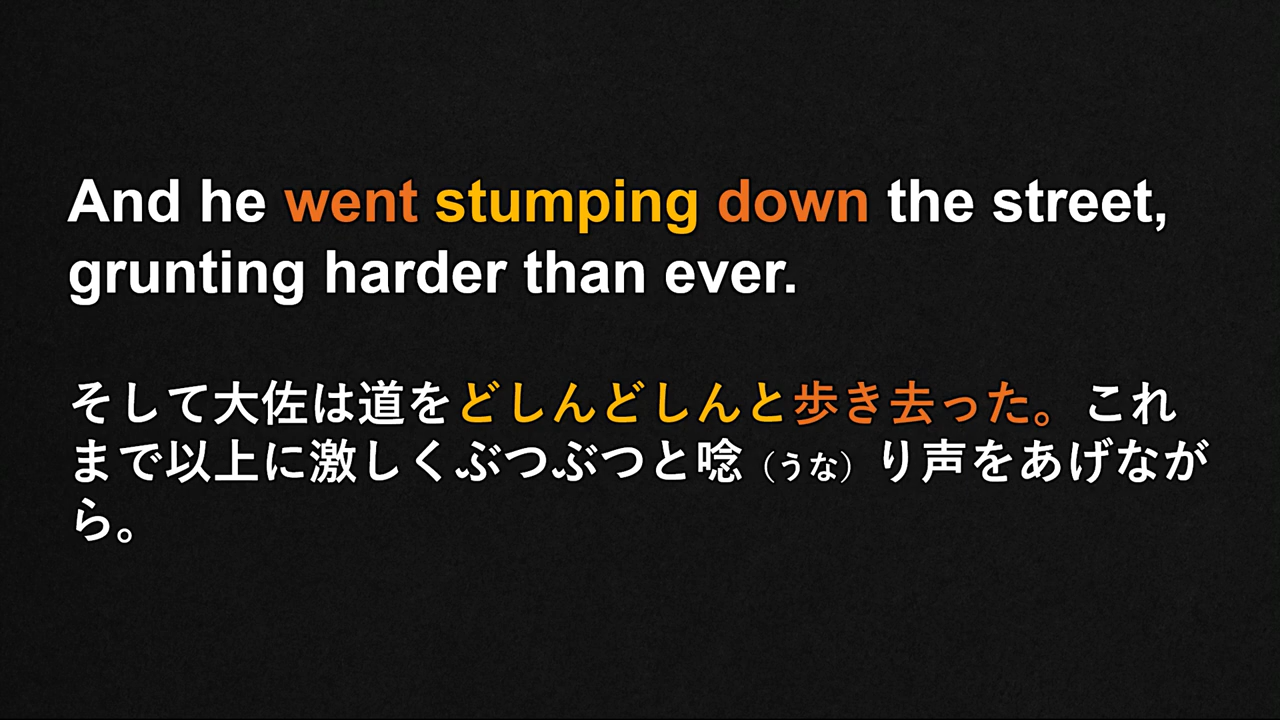 And he went stumping down the street,
grunting harder than ever.
そして大佐は道をどしんどしんと歩き去った。これ
まで以上に激しくぶつぶつと唸（うな）り声をあげなが
ら。